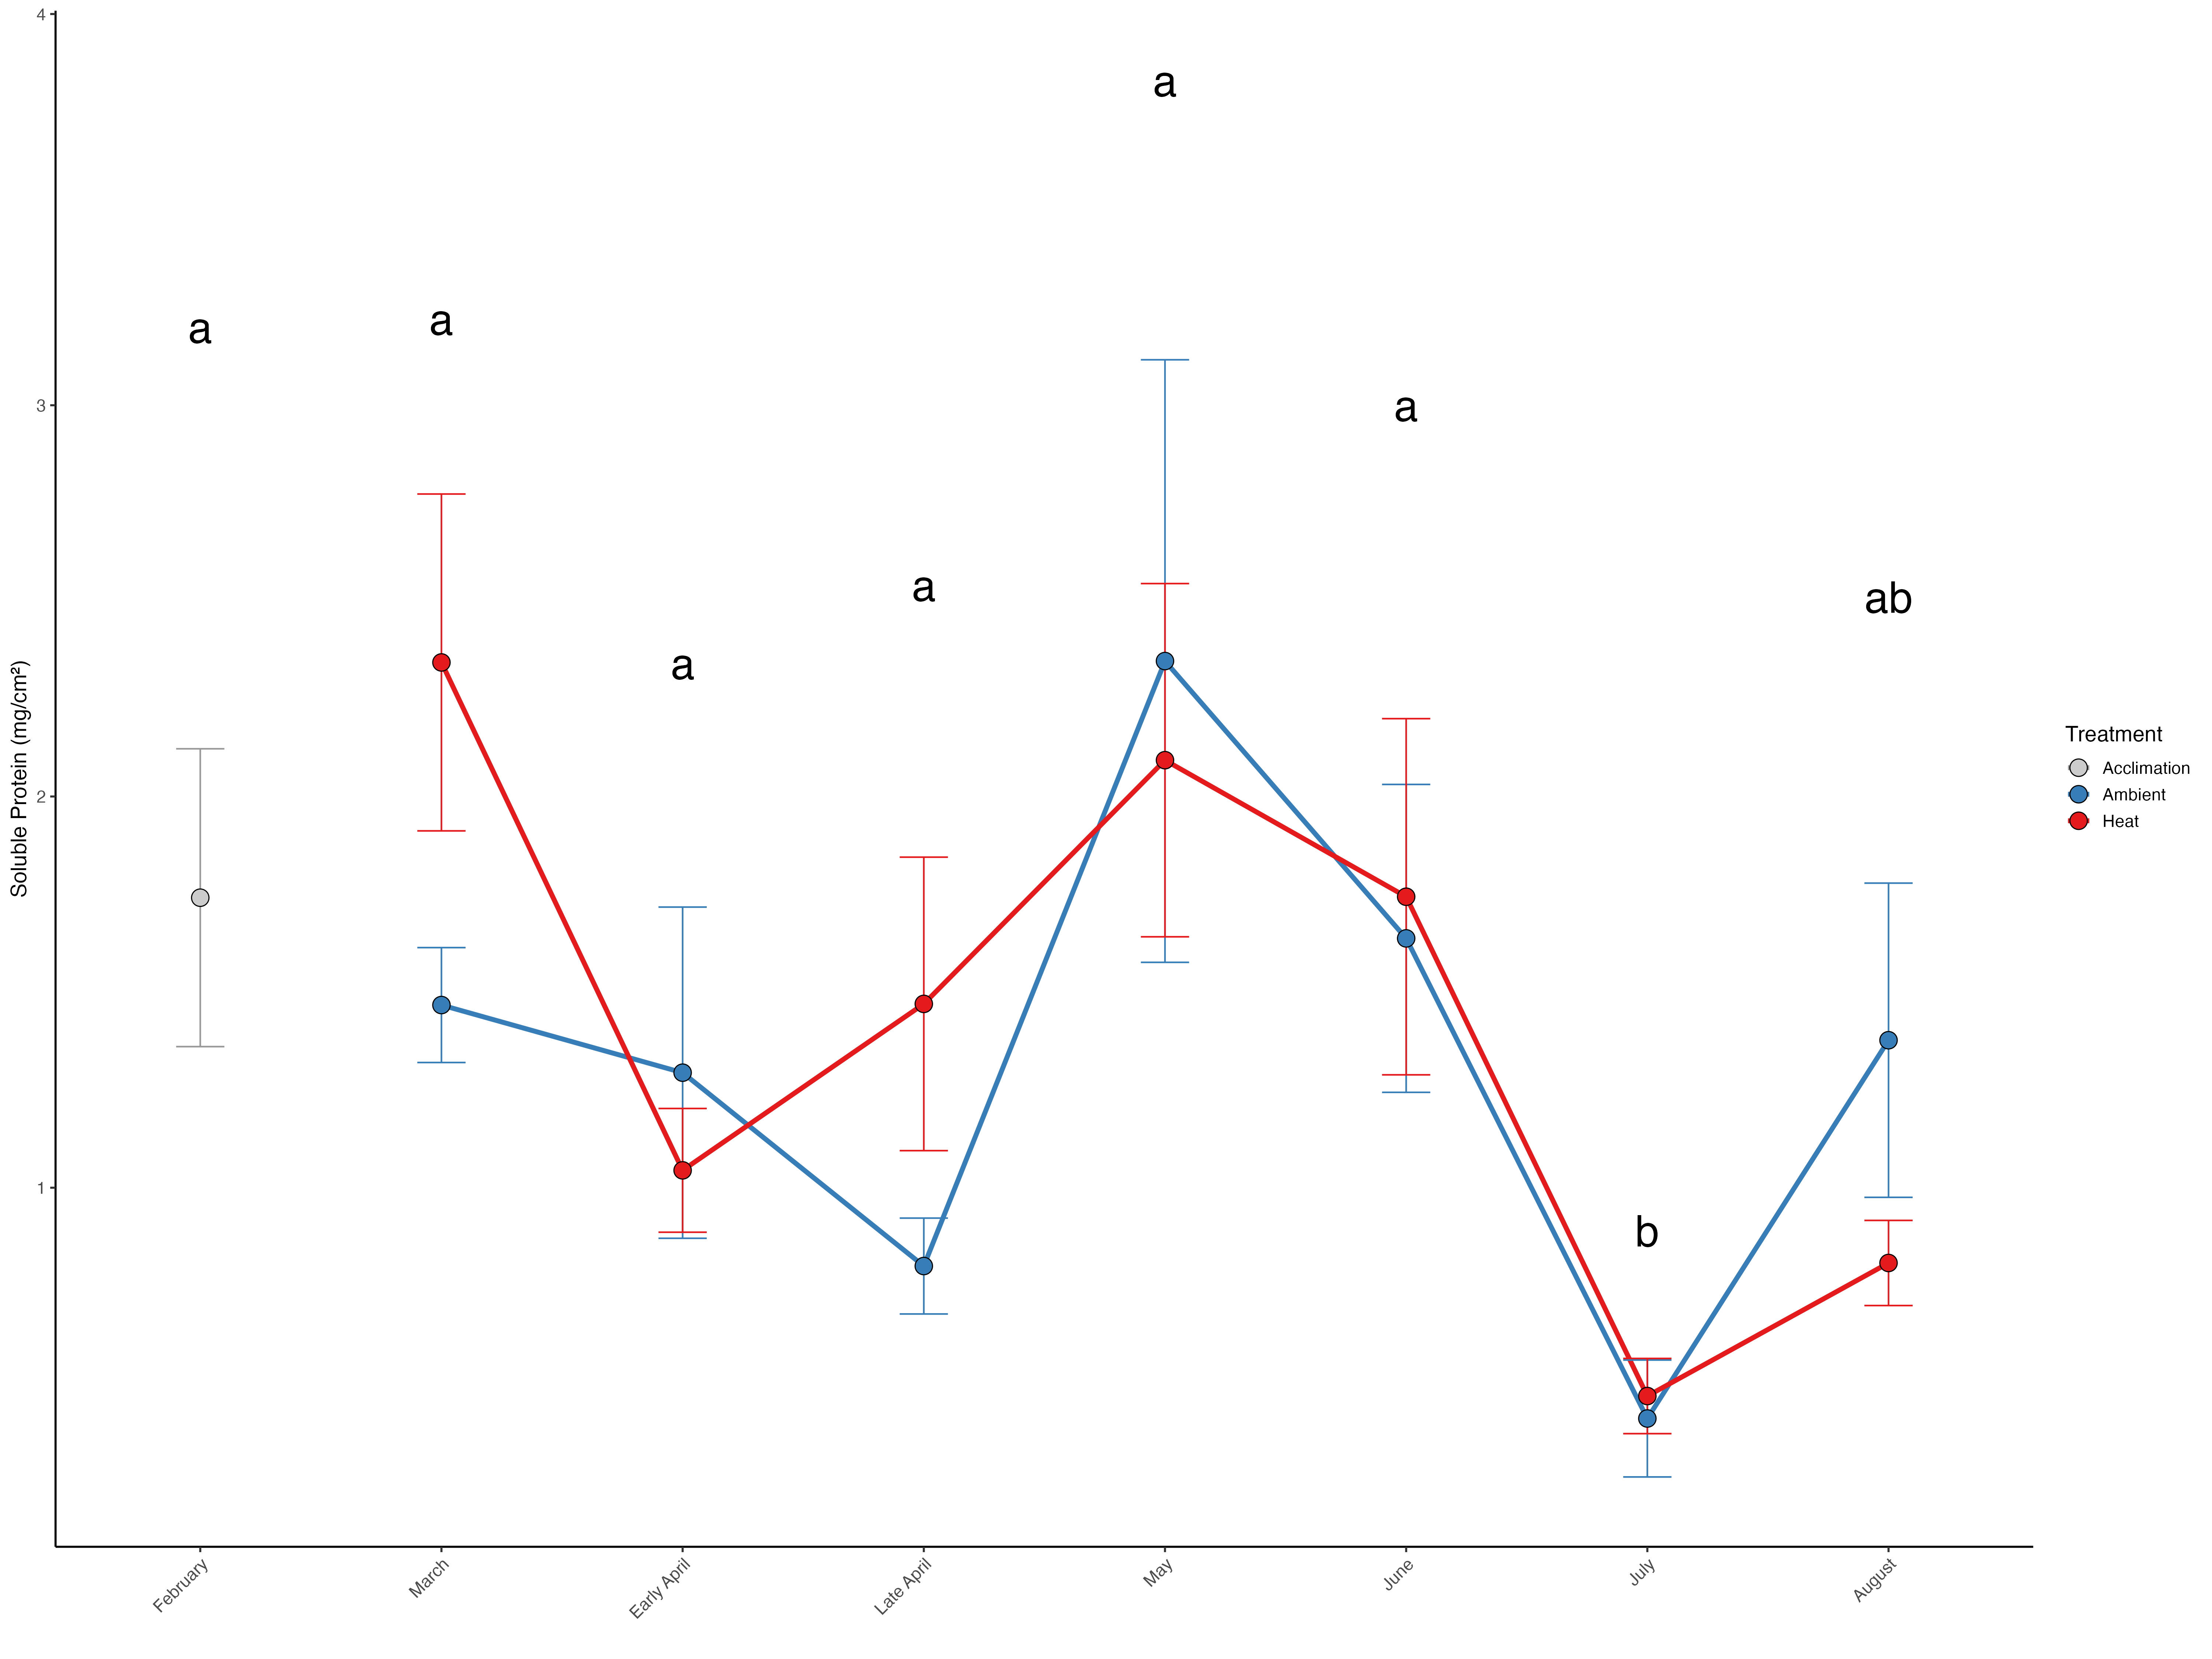 4
3
2
1
Soluble Protein (mg/cm²)
a
a
a
a
a
a
b
ab
February
March
Early April
Late April
May
June
July
August
Treatment
Acclimation
Ambient
Heat